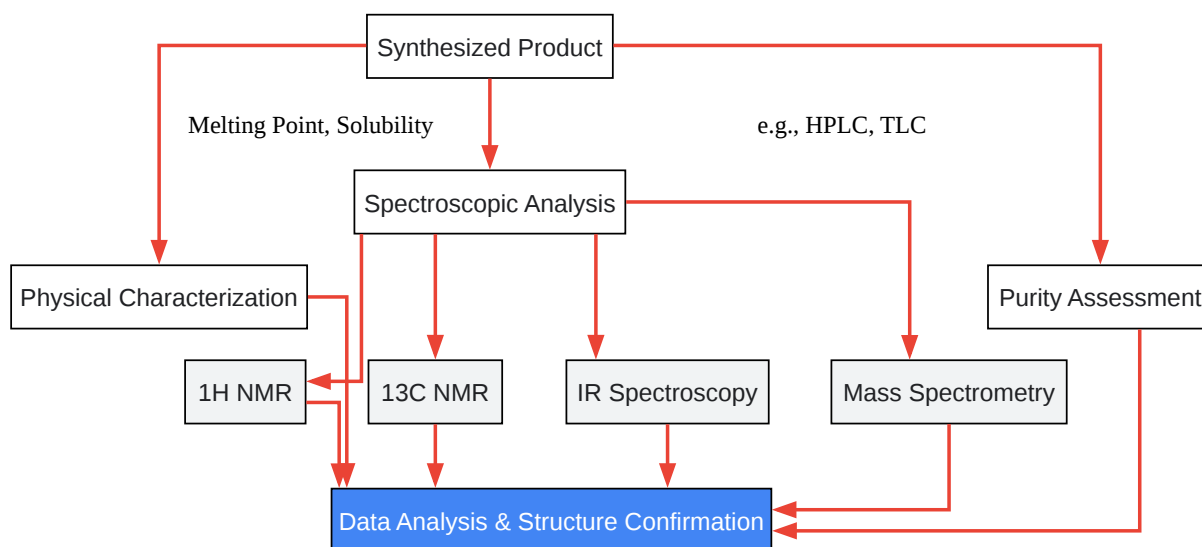 Synthesized Product
Melting Point, Solubility
e.g., HPLC, TLC
Spectroscopic Analysis
Physical Characterization
Purity Assessment
1H NMR
13C NMR
IR Spectroscopy
Mass Spectrometry
Data Analysis & Structure Confirmation